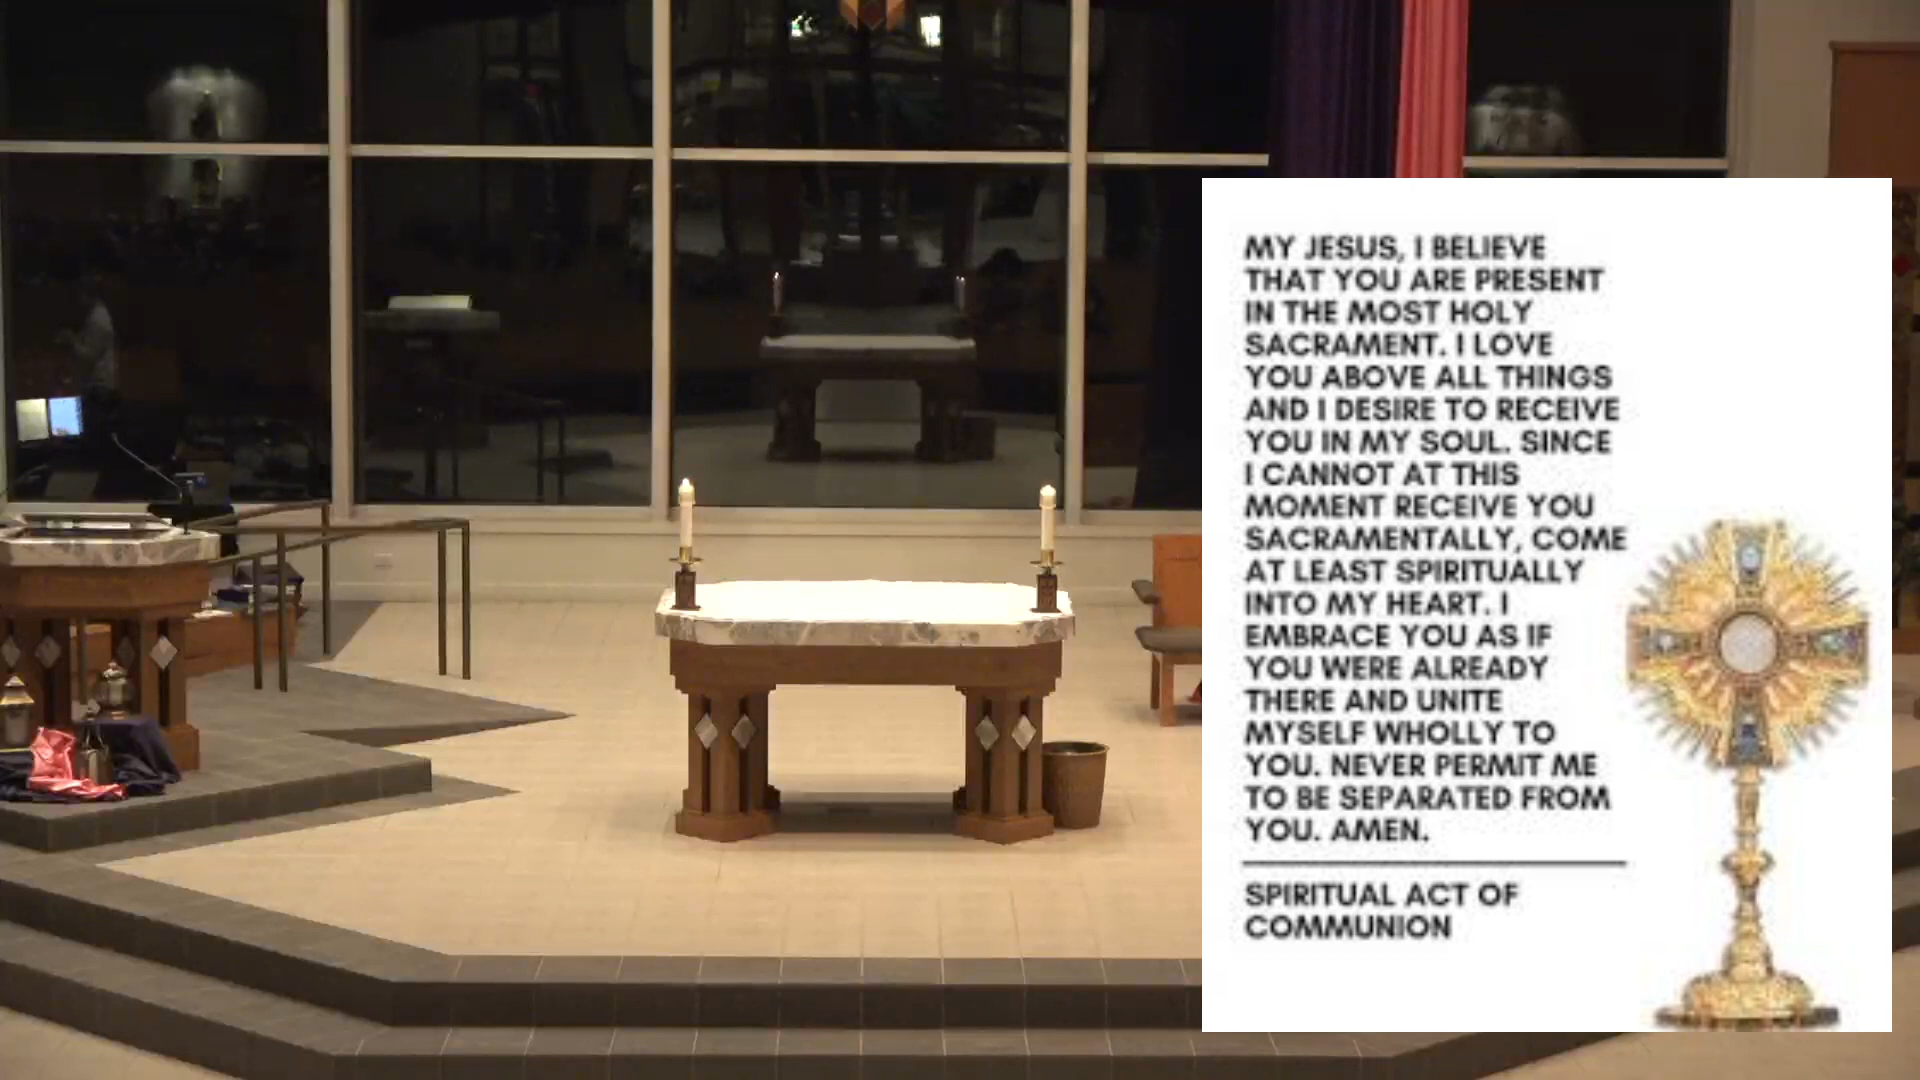 MY JESUS, I BELIEVE
THAT YOU ARE PRESENT
IN THE MOST HOLY
SACRAMENT. I LOVE
YOU ABOVE ALL THINGS
AND I DESIRE TO RECEIVE
YOU IN MY SOUL. SINCE
I CANNOT AT THIS
MOMENT RECEIVE YOU
SACRAMENTALLY, COME
AT LEAST SPIRITUALLY
INTO MY HEART. I
EMBRACE YOU AS IF
YOU WERE ALREADY
THERE AND UNITE
MYSELF WHOLLY TO
YOU. NEVER PERMIT ME
TO BE SEPARATED FROM
YOU. AMEN.
SPIRITUAL ACT OF
COMMUNION